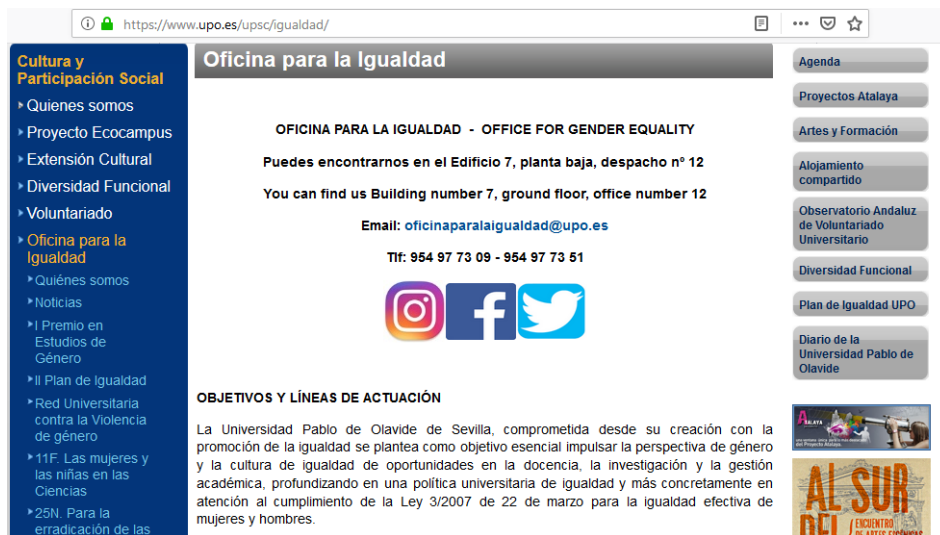 https://www.upo.es/upsc/igualdad/
Cultura y
Participación Social
Quienes somos
Proyecto Ecocampus
Extensión Cultural
Diversidad Funcional
Voluntariado
Oficina para la
Igualdad
Quiénes somos
Noticias
I Premio en
Estudios de
Género
II Plan de Igualdad
Red Universitaria
contra la Violencia
de género
11F. Las mujeres y
las niñas en las
Ciencias
25N. Para la
erradicación de las
Oficina para la Igualdad
OFICINA PARA LA IGUALDAD - OFFICE FOR GENDER EQUALITY
Puedes encontrarnos en el Edificio 7, planta baja, despacho nº 12
You can find us Building number 7, ground floor, office number 12
Email: oficinaparalaigualdad@upo.es
Tlf: 954 97 73 09 - 954 97 73 51
OBJETIVOS Y LÍNEAS DE ACTUACIÓN
La Universidad Pablo de Olavide de Sevilla, comprometida desde su creación con la
promoción de la igualdad se plantea como objetivo esencial impulsar la perspectiva de género
y la cultura de igualdad de oportunidades en la docencia, la investigación y la gestión
académica, profundizando en una política universitaria de igualdad y más concretamente en
atención al cumplimiento de la Ley 3/2007 de 22 de marzo para la igualdad efectiva de
mujeres y hombres.
Agenda
Proyectos Atalaya
Artes y Formación
Alojamiento
compartido
Observatorio Andaluz
de Voluntariado
Universitario
Diversidad Funcional
Plan de Igualdad UPO
Diario de la
Universidad Pablo de
Olavide
ATALAYA
del Proyecto Atalaya
AL SUR
DEL
ENCUENTRO
DE ARTES ESCÉNICAS